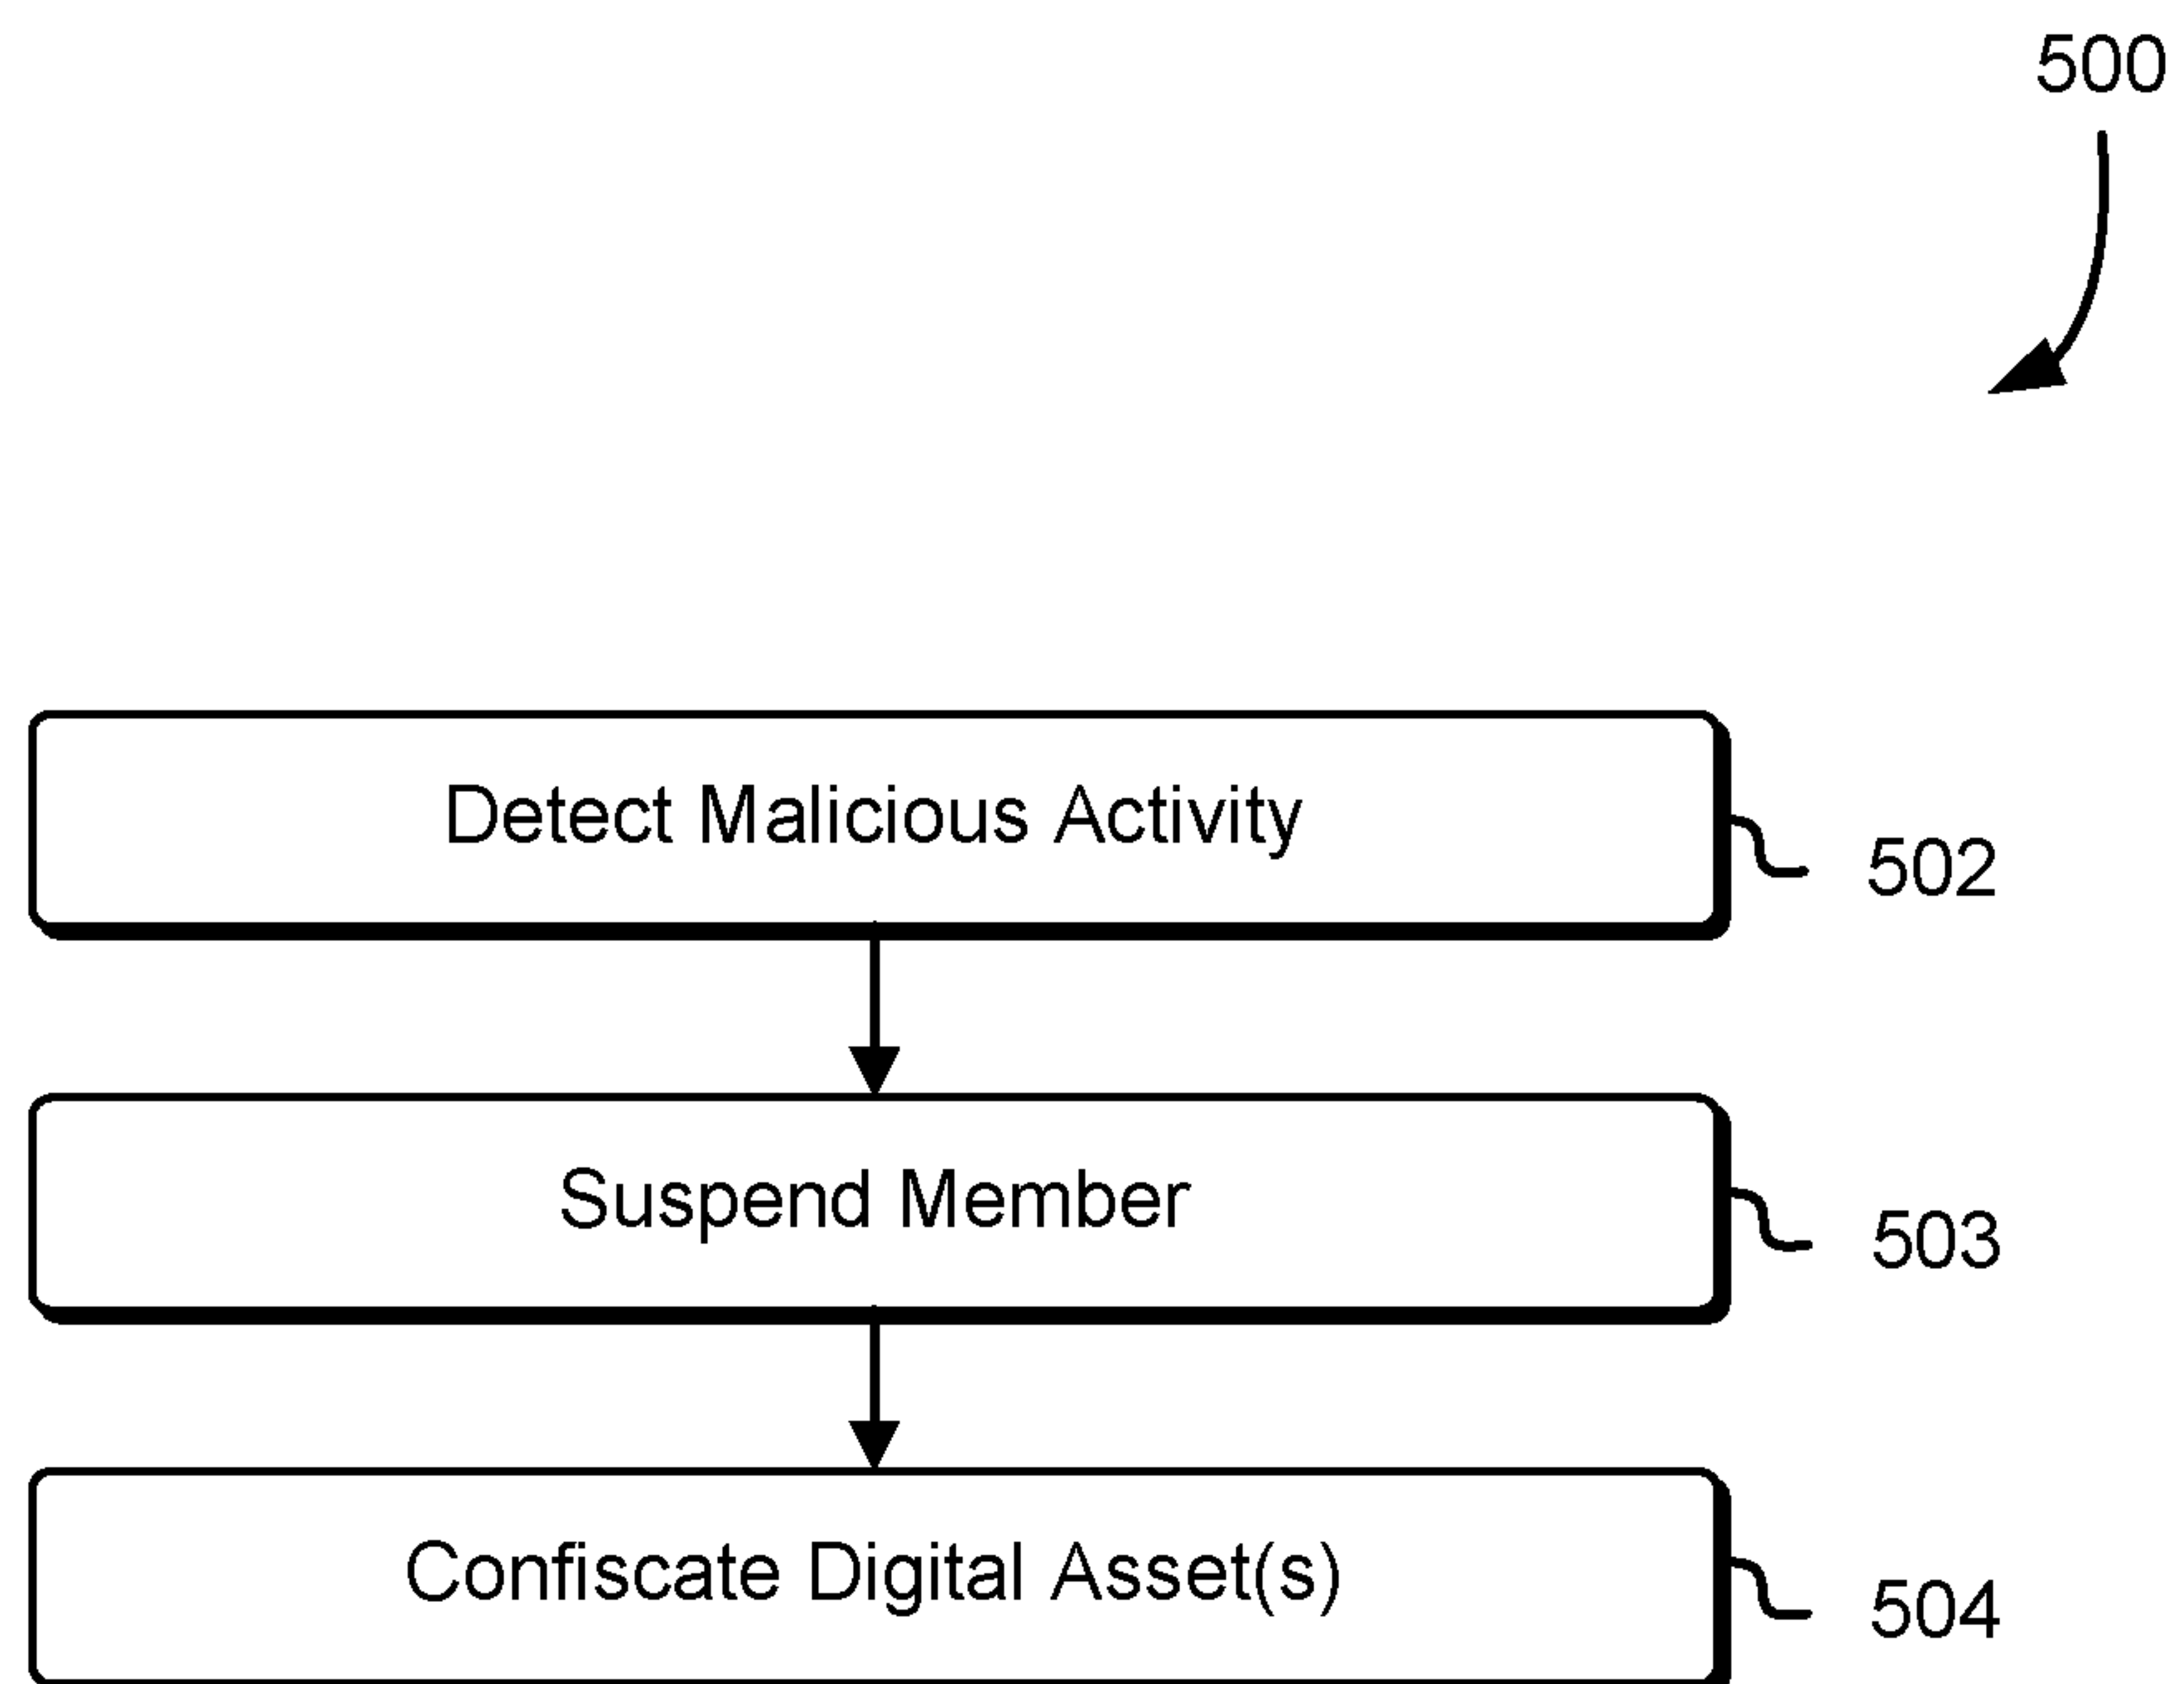 500
Detect Malicious Activity
502
Suspend Member
503
Confiscate Digital Asset(s)
504